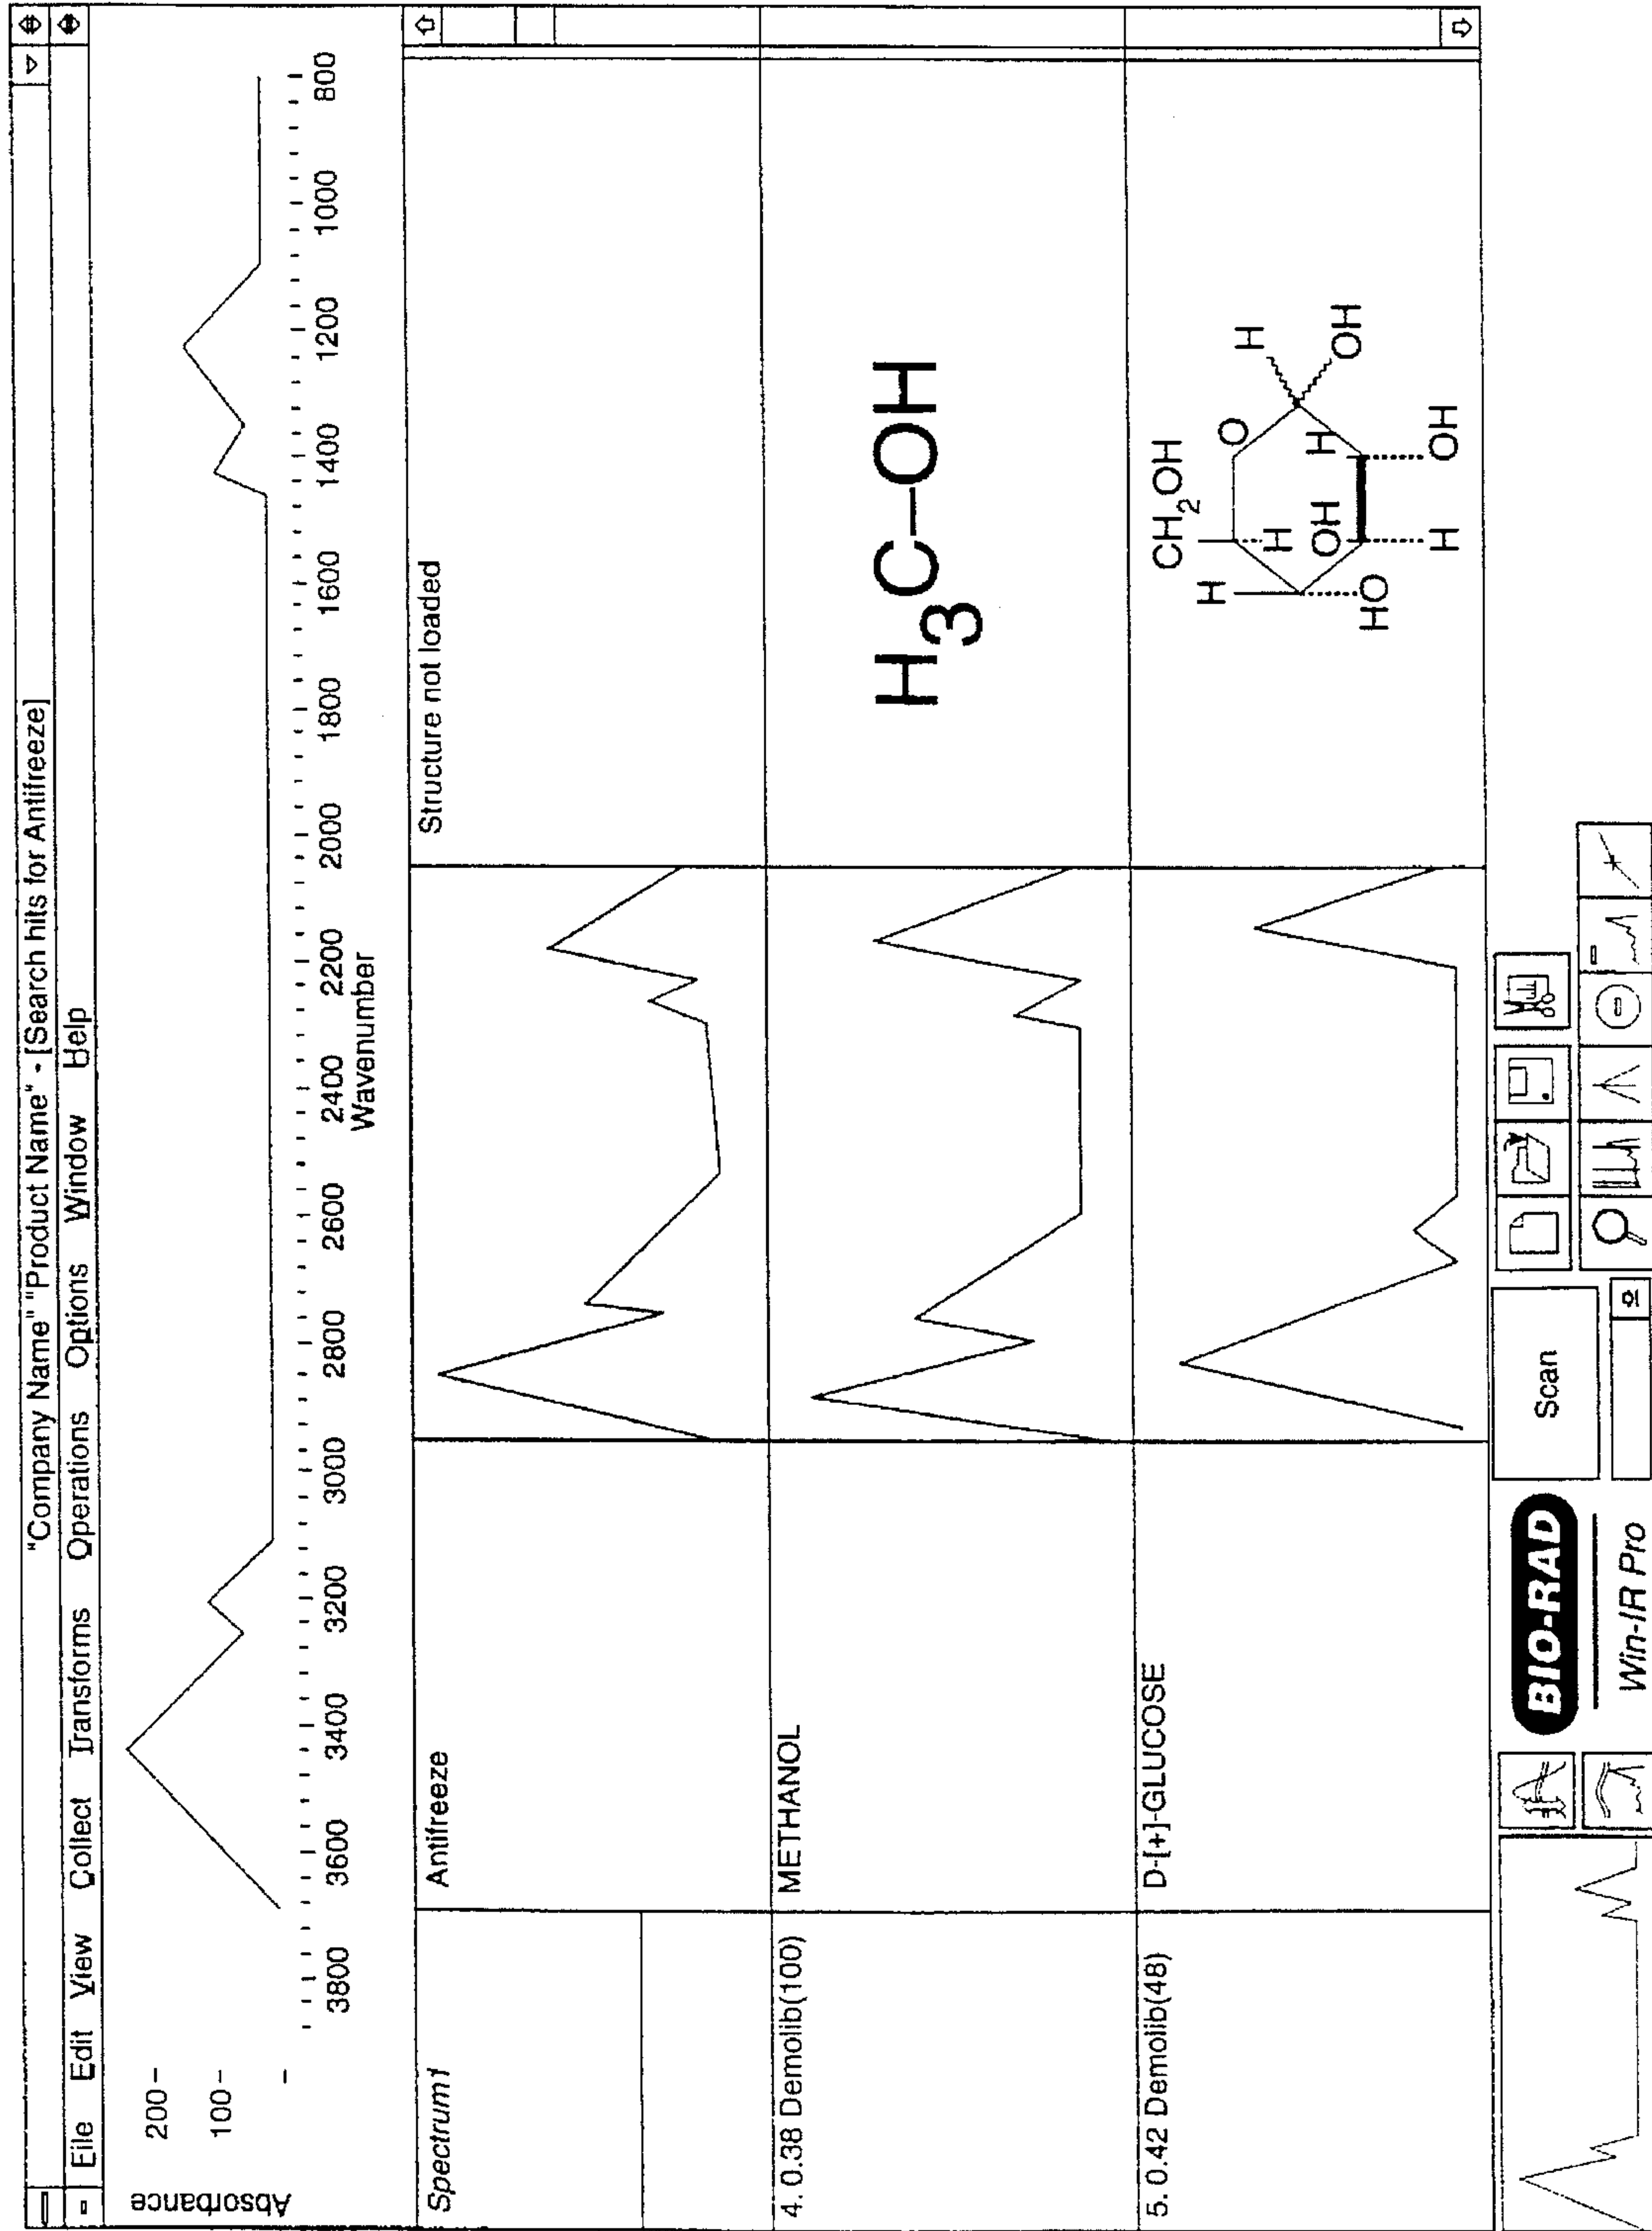 "Company Name" "Product Name" - [Search hits for Antifreeze]
File Edit View Collect Transforms Operations Options Window Help
Absorbance
200
100
3800 3600 3400 3200 3000 2800 2600 2400 2200 2000 1800 1600 1400 1200 1000 800
Wavenumber
Spectrum1
Antifreeze
Structure not loaded
4. 0.38 Demolib(100)
METHANOL
H3C-OH
5. 0.42 Demolib(48)
D-[+]-GLUCOSE
CH2OH
H O H
H
OH H OH
HO
H OH
BIO-RAD
Win-IR Pro
Scan